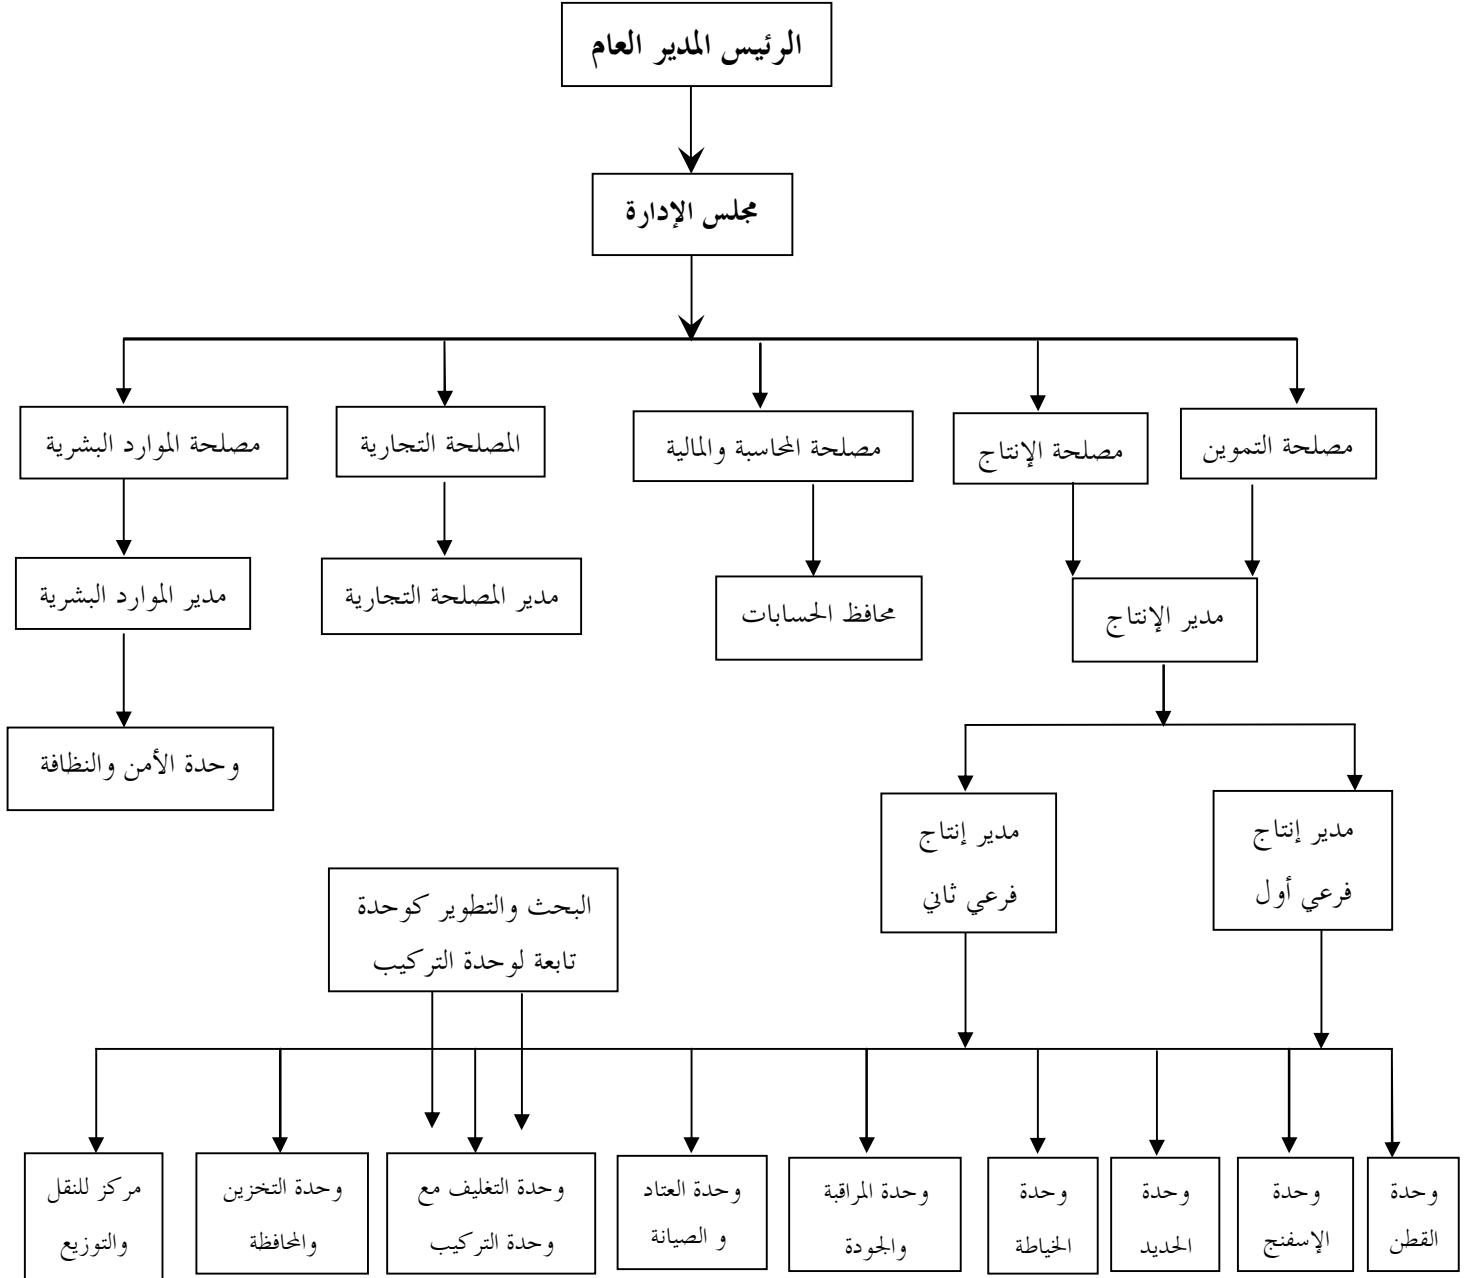 الرئيس المدير العام
مجلس الإدارة
مصلحة التموين
مصلحة الإنتاج
مصلحة المحاسبة والمالية
المصلحة التجارية
مصلحة الموارد البشرية
مدير الإنتاج
محافظ الحسابات
مدير المصلحة التجارية
مدير الموارد البشرية
وحدة الأمن والنظافة
مدير إنتاج
فرعي أول
مدير إنتاج
فرعي ثاني
البحث والتطوير كوحدة
تابعة لوحدة التركيب
وحدة
القطن
وحدة
الإسفنج
وحدة
الحديد
وحدة
الخياطة
وحدة المراقبة
والجودة
وحدة العتاد
و الصيانة
وحدة التغليف مع
وحدة التركيب
وحدة التخزين
والمحافظة
مركز للنقل
والتوزيع